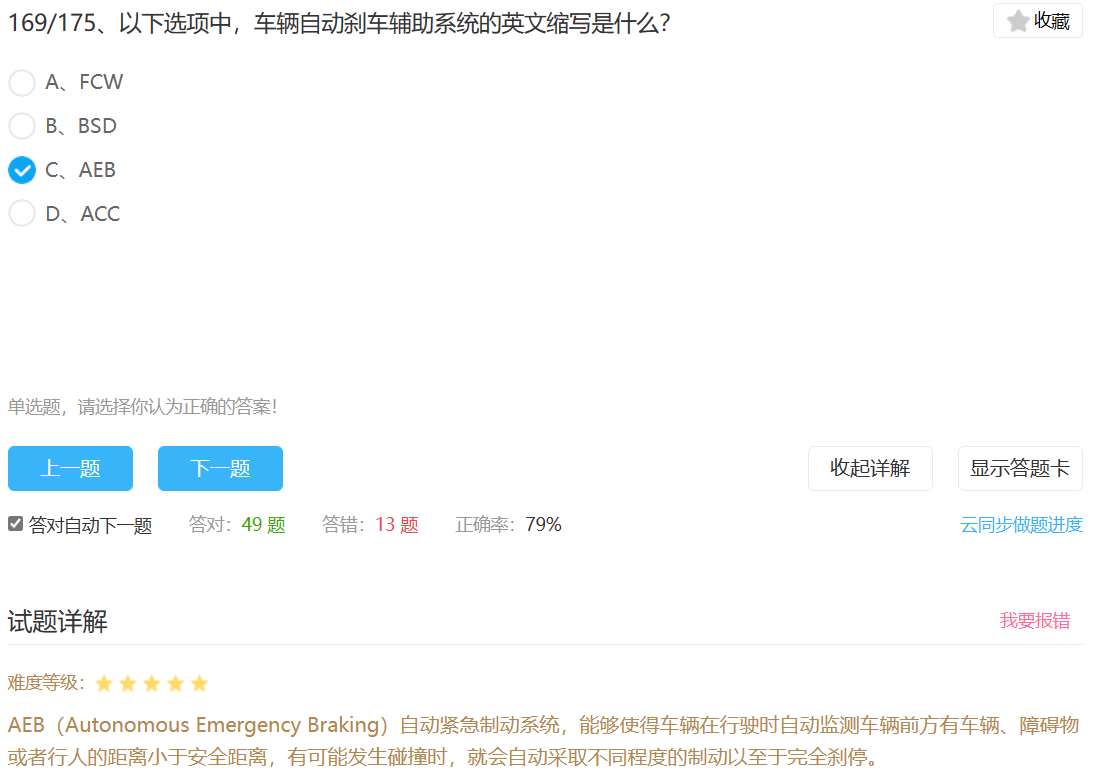 169/175、以下选项中，车辆自动刹车辅助系统的英文缩写是什么？
收藏
A、FCW
B、BSD
C、AEB
D、ACC
单选题，请选择你认为正确的答案！
上一题 下一题 收起详解 显示答题卡
答对自动下一题 答对：49 题 答错：13 题 正确率：79% 云同步做题进度
试题详解 我要报错
难度等级：
AEB（Autonomous Emergency Braking）自动紧急制动系统，能够使得车辆在行驶时自动监测车辆前方有车辆、障碍物
或者行人的距离小于安全距离，有可能发生碰撞时，就会自动采取不同程度的制动以至于完全刹停。